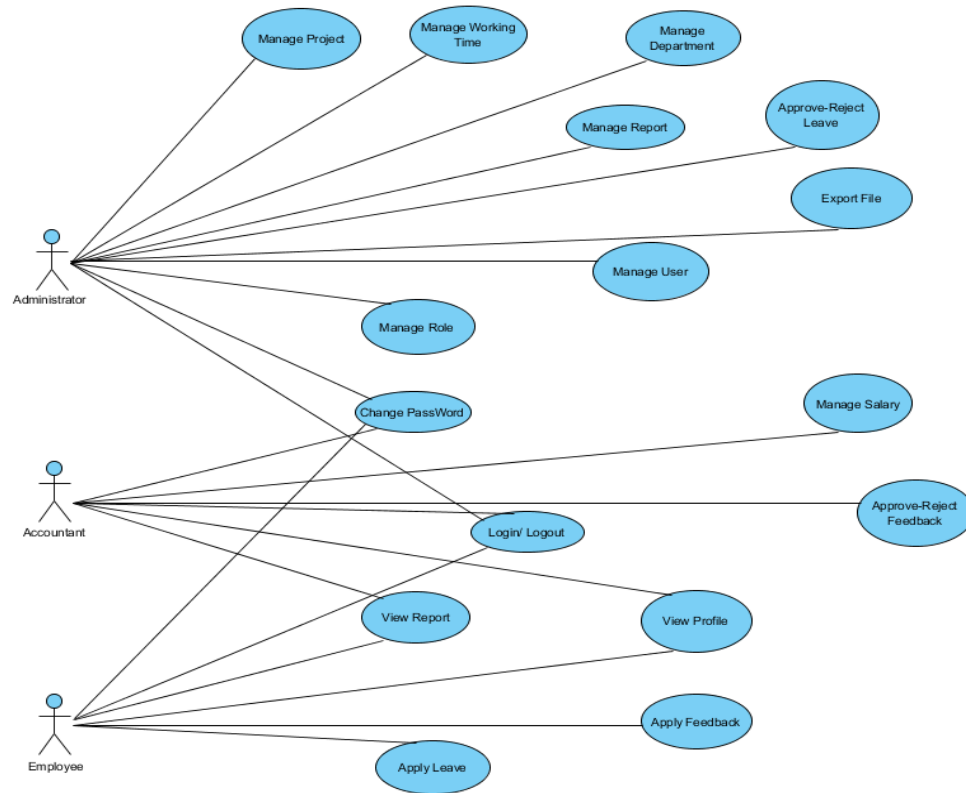 Manage Project
Manage Working
Time
Manage
Department
Manage Report
Approve-Reject
Leave
Export File
Manage User
Administrator
Manage Role
Change PassWord
Manage Salary
Accountant
Login/ Logout
Approve-Reject
Feedback
View Report
View Profile
Apply Feedback
Employee
Apply Leave